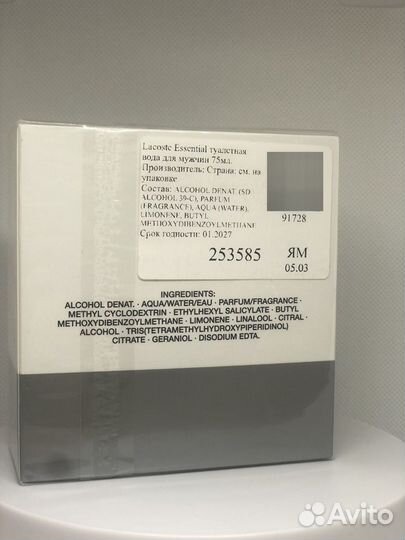 Lacoste Essential туалетная
вода для мужчин 75мл.
Производитель: Страна: см. на
упаковке
Состав: ALCOHOL DENAT. (SD
ALCOHOL 39-C), PARFUM
(FRAGRANCE), AQUA (WATER),
LIMONENE, BUTYL
METHOXYDIBENZOYLMETHANE
Срок годности: 01.2027
91728
253585
ЯМ
05.03
INGREDIENTS:
ALCOHOL DENAT. · AQUA/WATER/EAU · PARFUM/FRAGRANCE ·
METHYL CYCLODEXTRIN · ETHYLHEXYL SALICYLATE · BUTYL
METHOXYDIBENZOYLMETHANE · LIMONENE · LINALOOL · CITRAL ·
ALCOHOL · TRIS(TETRAMETHYLHYDROXYPIPERIDINOL)
CITRATE · GERANIOL · DISODIUM EDTA.
Avito